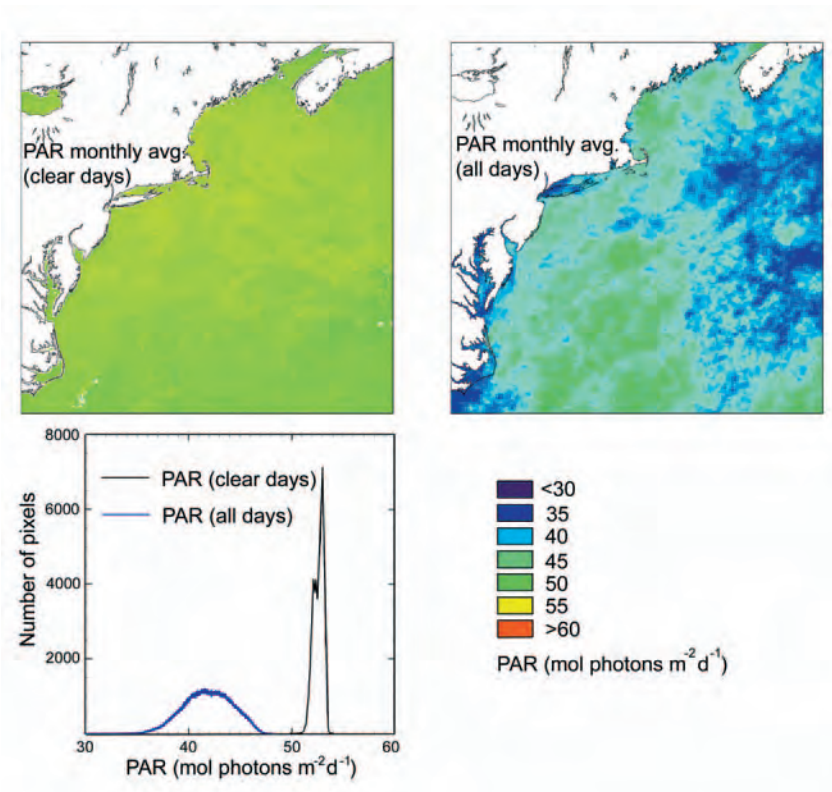 PAR monthly avg.
(clear days)
PAR monthly avg.
(all days)
8000
6000
4000
2000
Number of pixels
PAR (clear days)
PAR (all days)
30
40
50
60
PAR (mol photons m⁻²d⁻¹)
<30
35
40
45
50
55
>60
PAR (mol photons m⁻²d⁻¹)